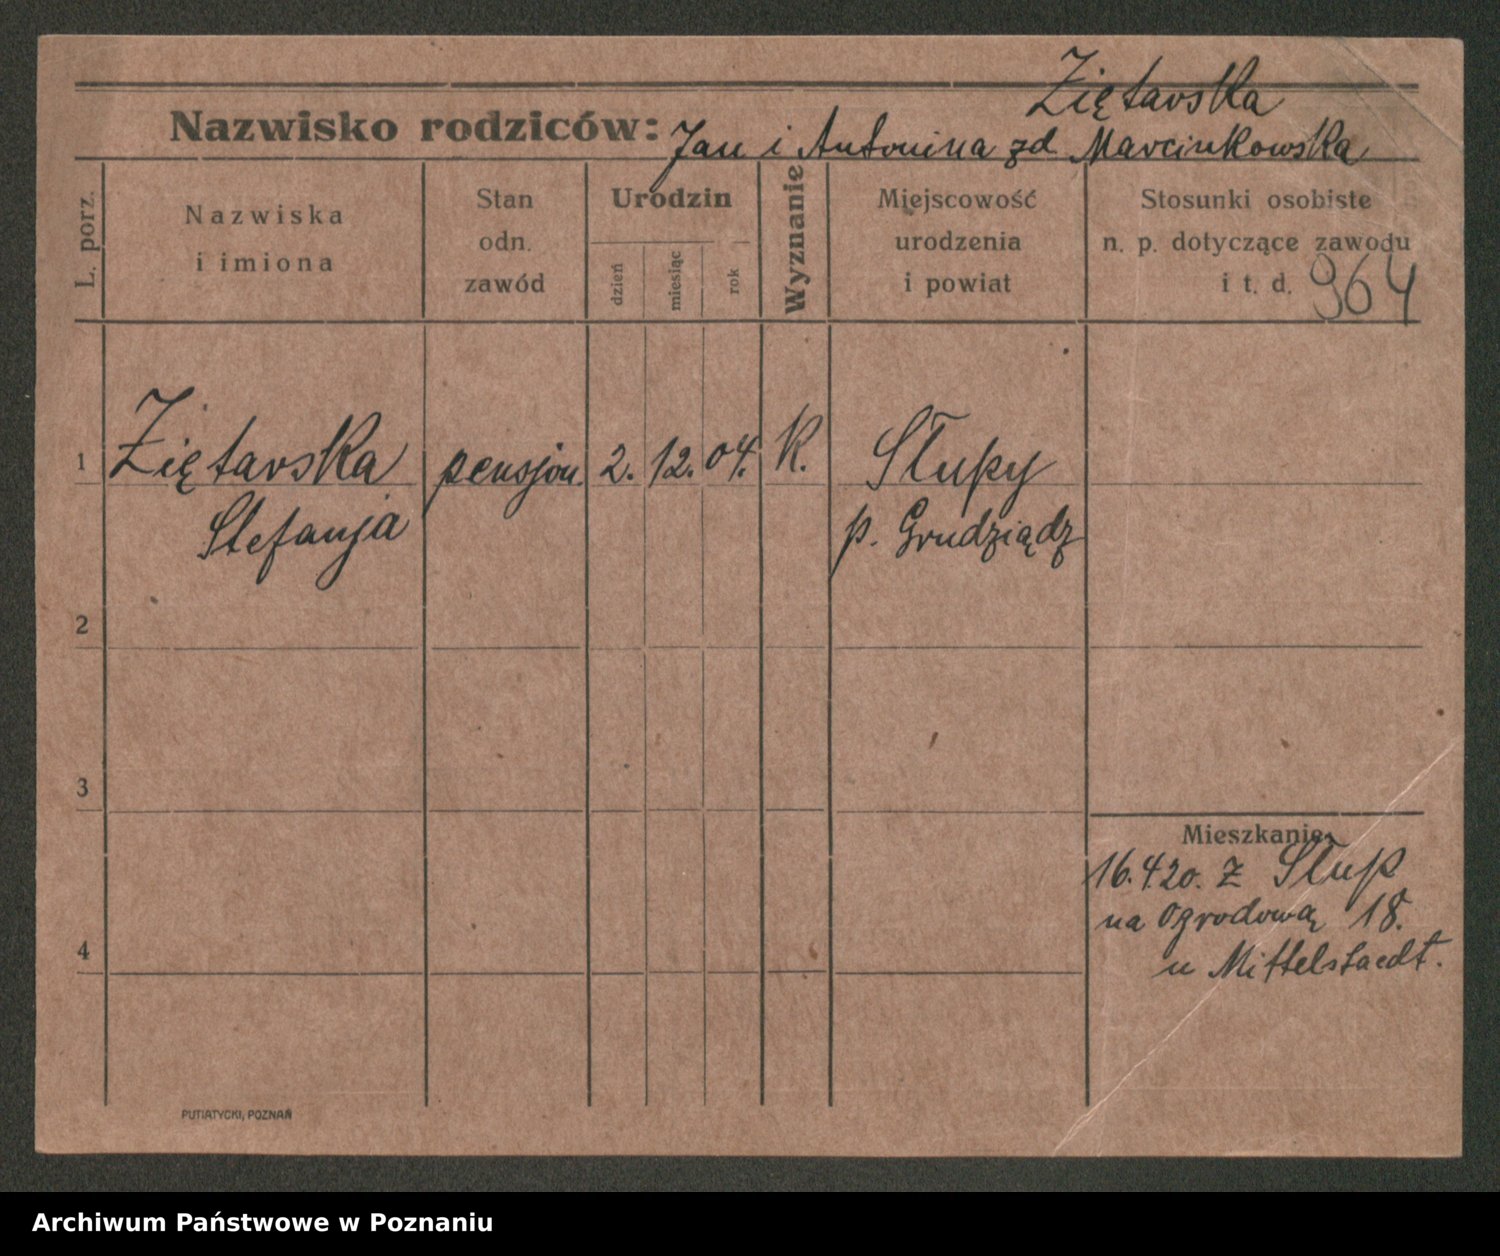 Ziętarska
Nazwisko rodziców: Jan i Antonina zd Marcinkowska
L. porz.
Nazwiska
i imiona
Stan
odn.
zawód
Urodzin
dzień
miesiąc
rok
Wyznanie
Miejscowość
urodzenia
i powiat
Stosunki osobiste
n. p. dotyczące zawodu
i t. d. 964
1 Ziętarska pensjon. 2. 12. 04. K. Słupy
Stefanja p. Grudziądz
2
3
Mieszkanie
16.4.20. z Słup
na Ogrodową 18.
u Mittelstaedt.
4
PUTIATYCKI, POZNAŃ
Archiwum Państwowe w Poznaniu